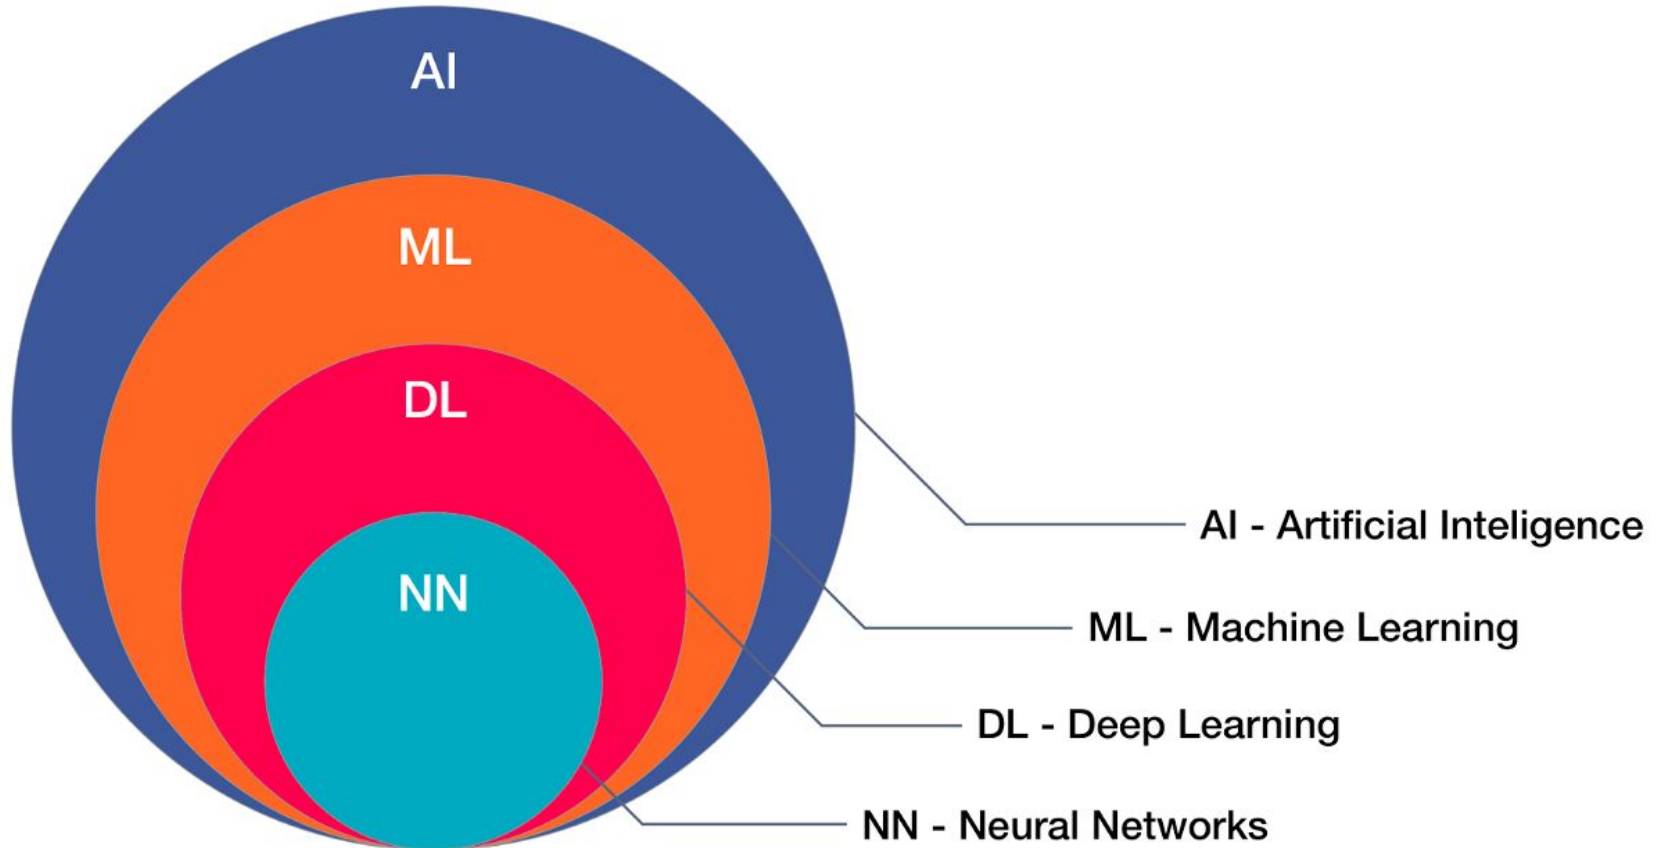 AI
ML
DL
NN
AI - Artificial Inteligence
ML - Machine Learning
DL - Deep Learning
NN - Neural Networks